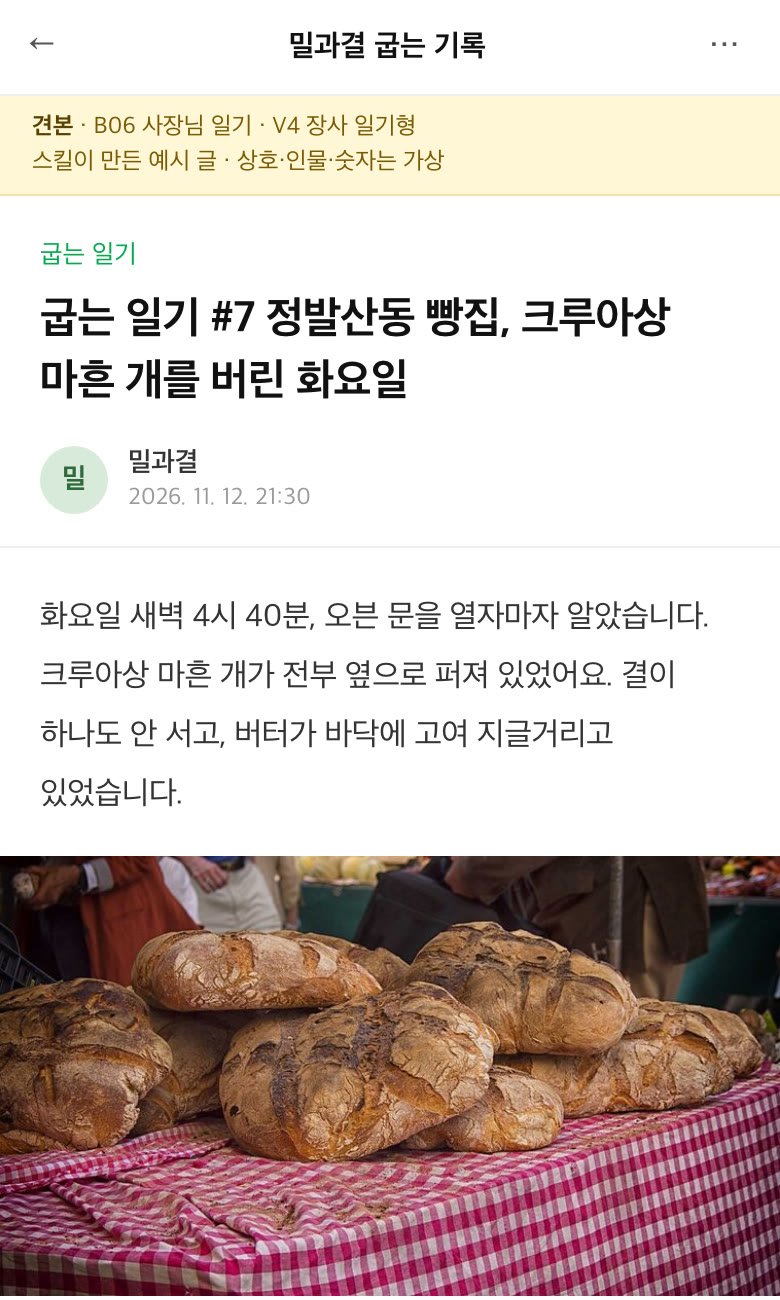 ←
밀과결 굽는 기록
···
견본 · B06 사장님 일기 · V4 장사 일기형
스킬이 만든 예시 글 · 상호·인물·숫자는 가상
굽는 일기
굽는 일기 #7 정발산동 빵집, 크루아상
마흔 개를 버린 화요일
밀
밀과결
2026. 11. 12. 21:30
화요일 새벽 4시 40분, 오븐 문을 열자마자 알았습니다.
크루아상 마흔 개가 전부 옆으로 퍼져 있었어요. 결이
하나도 안 서고, 버터가 바닥에 고여 지글거리고
있었습니다.